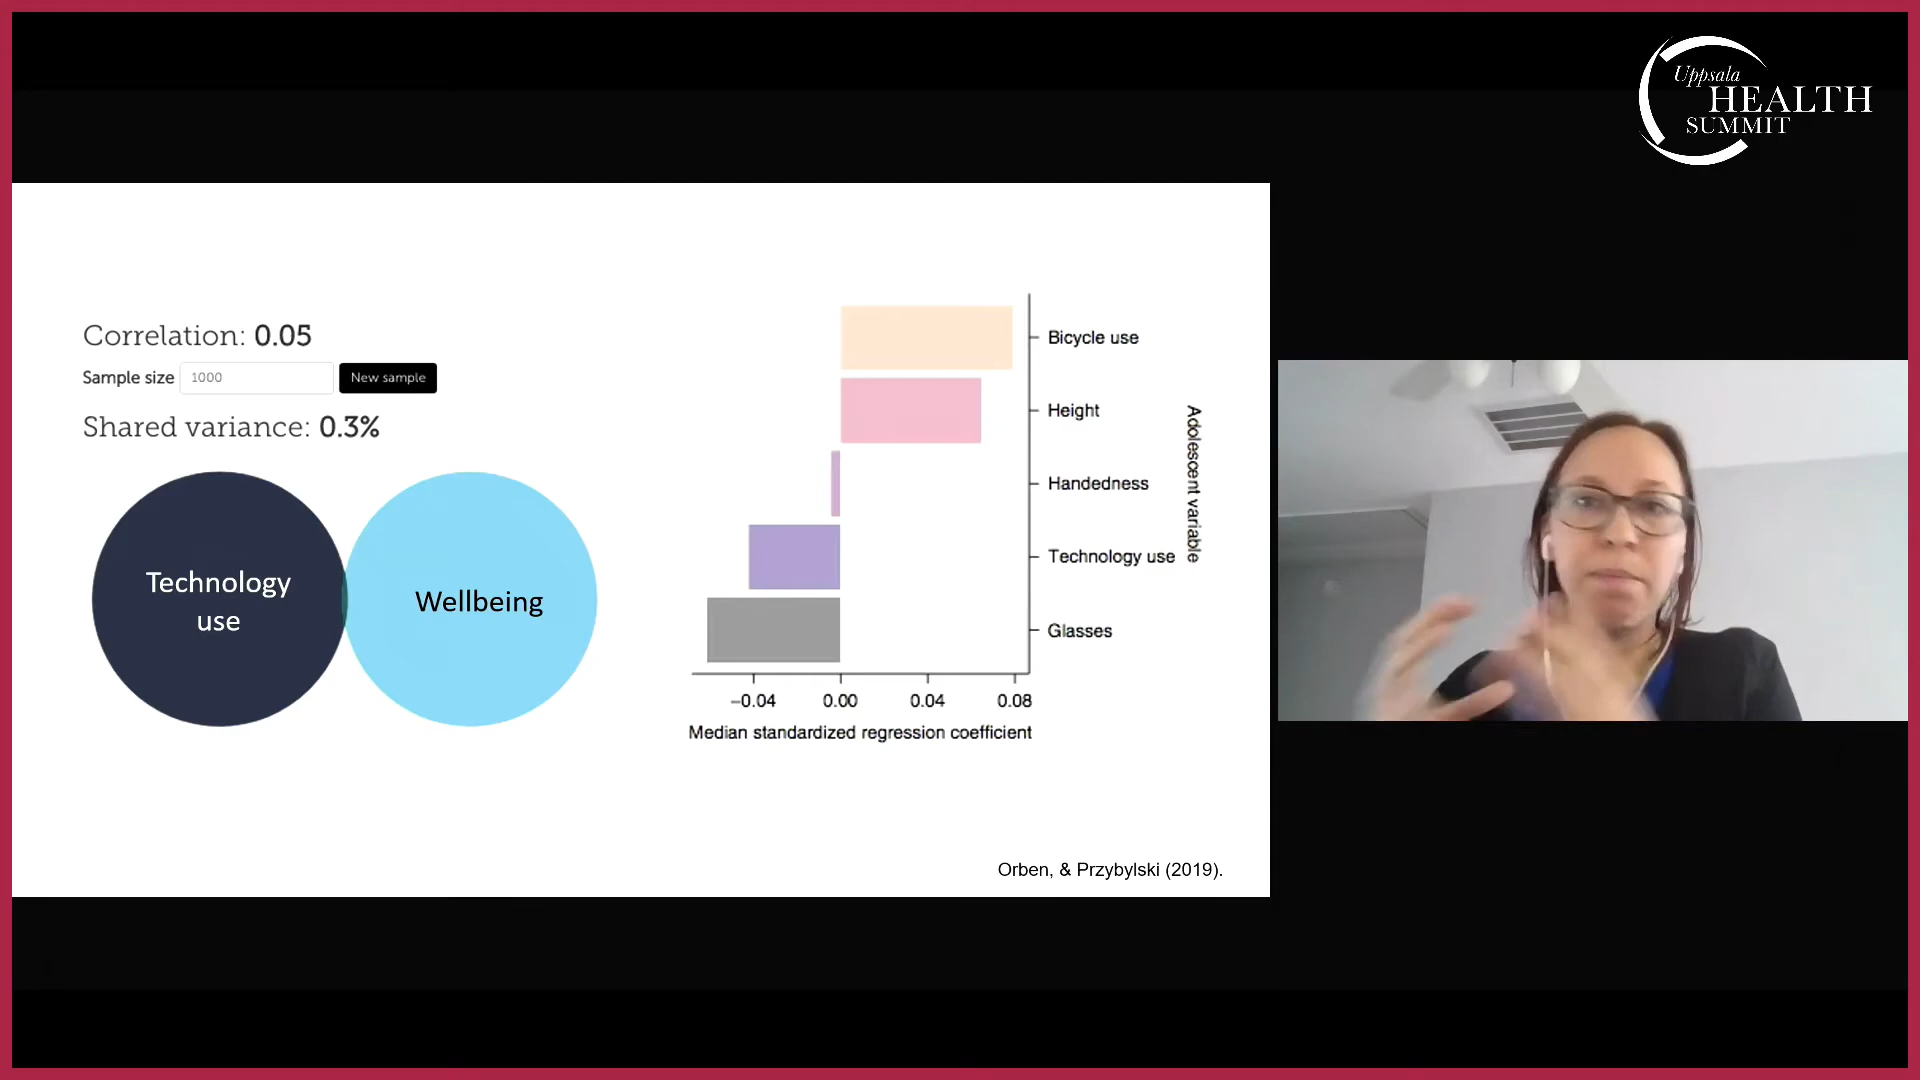 Uppsala
HEALTH
SUMMIT
Correlation: 0.05
Sample size 1000 New sample
Shared variance: 0.3%
Technology
use
Wellbeing
Bicycle use
Height
Handedness
Technology use
Glasses
Adolescent variable
−0.04 0.00 0.04 0.08
Median standardized regression coefficient
Orben, & Przybylski (2019).